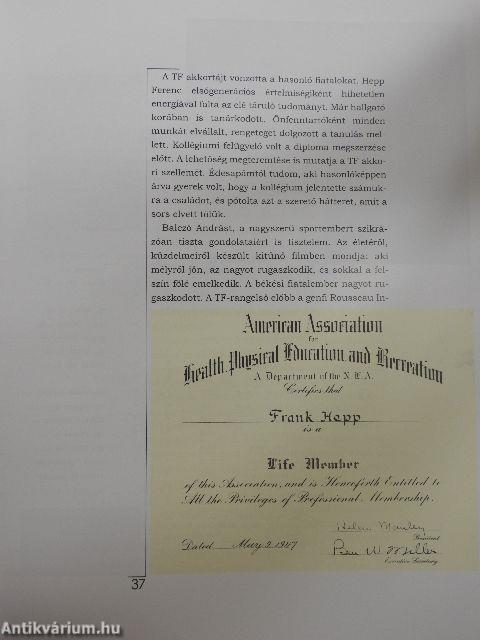 A TF akkortájt vonzotta a hasonló fiatalokat. Hepp
Ferenc elsőgenerációs értelmiségiként hihetetlen
energiával falta az elé táruló tudományt. Már hallgató
korában is tanárkodott. Önfenntartóként minden
munkát elvállalt, rengeteget dolgozott a tanulás mel-
lett. Kollégiumi felügyelő volt a diploma megszerzése
előtt. A lehetőség megteremtése is mutatja a TF akko-
ri szellemét. Édesapámtól tudom, aki hasonlóképpen
árva gyerek volt, hogy a kollégium jelentette számuk-
ra a családot, és pótolta azt a szerető hátteret, amit a
sors elvett tőlük.
Balczó Andrást, a nagyszerű sportembert szikrá-
zóan tiszta gondolataiért is tisztelem. Az életéről,
küzdelmeiről készült kitűnő filmben mondja: aki
mélyről jön, az nagyot rugaszkodik, és sokkal a fel-
szín fölé emelkedik. A békési fiatalember nagyot ru-
gaszkodott. A TF-rangelső előbb a genfi Rousseau In-
American Association
for
Health, Physical Education and Recreation
A Department of the N.E.A.
Certifies that
Frank Hepp
is a
Life Member
of this Association, and is Henceforth Entitled to
All the Privileges of Professional Membership.
Helen Manley
President
Dated May 2 1947
Executive Secretary
37
Antikvárium.hu